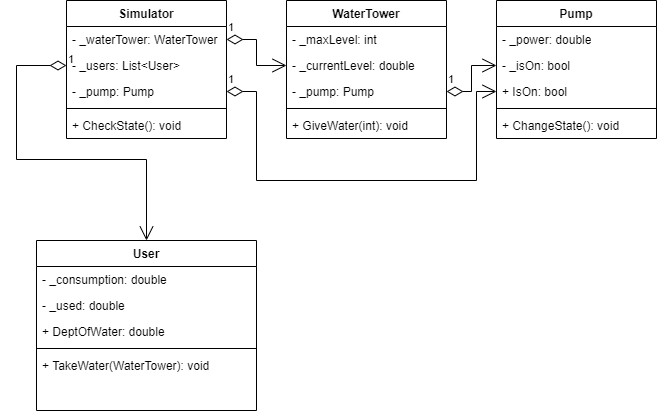 Simulator
- _waterTower: WaterTower
- _users: List<User>
- _pump: Pump
+ CheckState(): void
1
1
1
WaterTower
- _maxLevel: int
- _currentLevel: double
- _pump: Pump
+ GiveWater(int): void
1
Pump
- _power: double
- _isOn: bool
+ IsOn: bool
+ ChangeState(): void
User
- _consumption: double
- _used: double
+ DeptOfWater: double
+ TakeWater(WaterTower): void